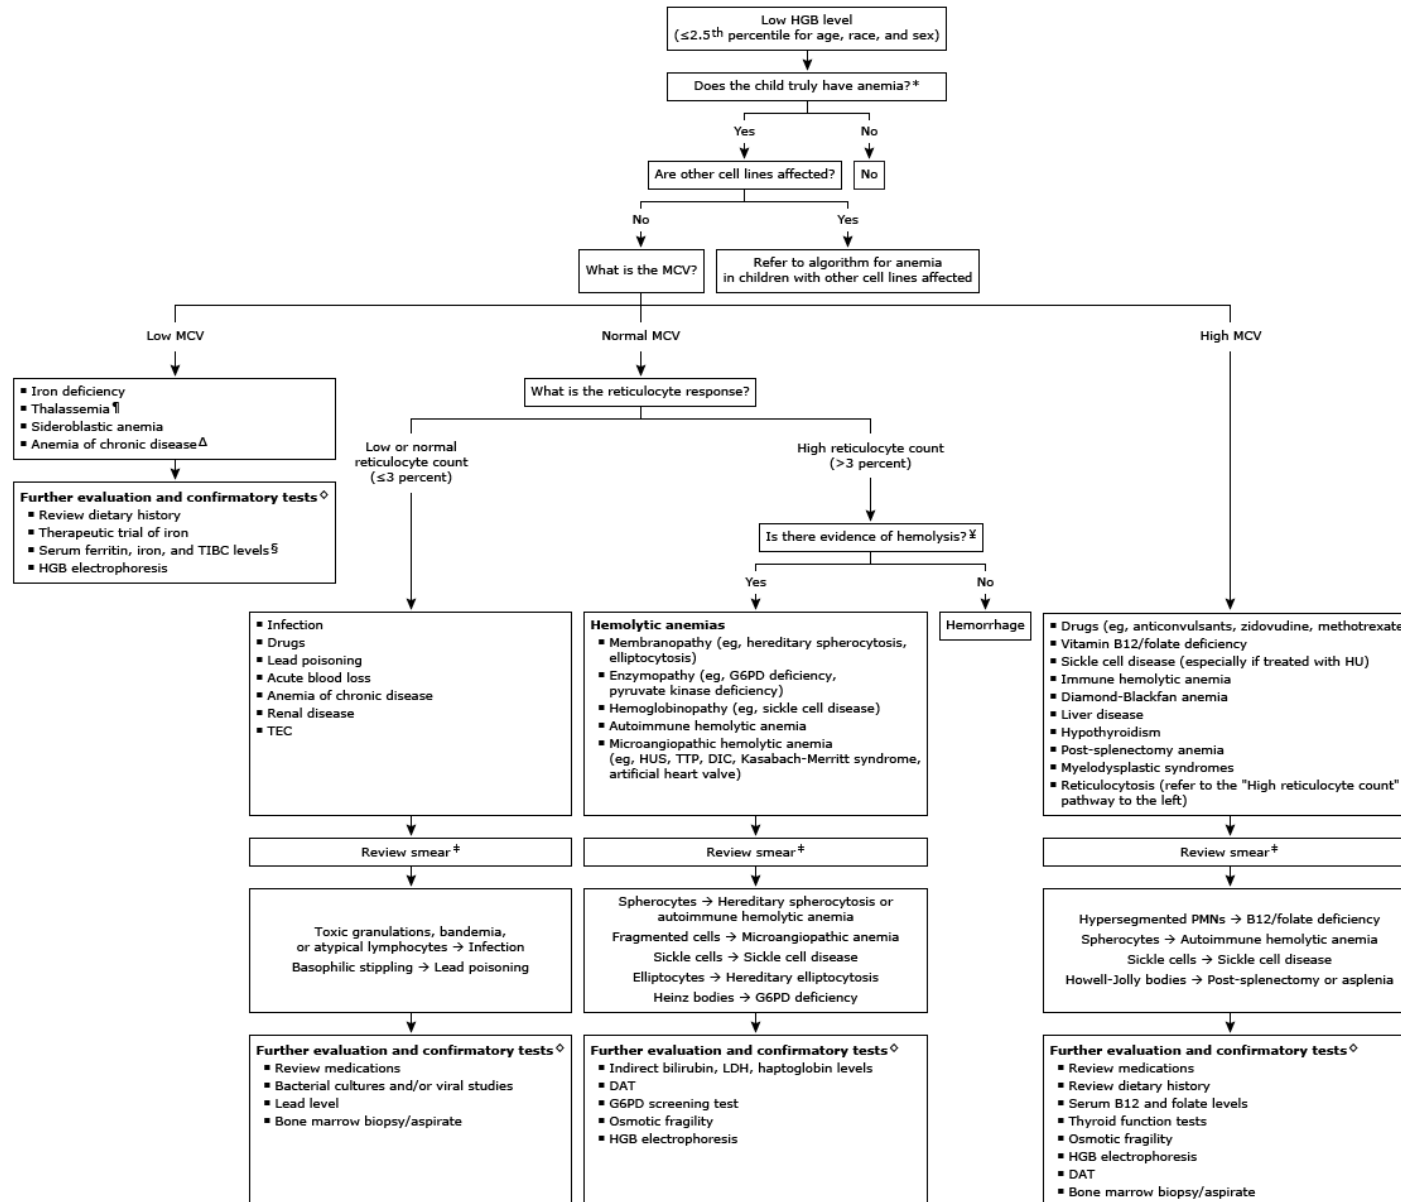 Low HGB level
(≤2.5th percentile for age, race, and sex)
Does the child truly have anemia?*
Yes
No
Are other cell lines affected?
No
No
Yes
What is the MCV?
Refer to algorithm for anemia
in children with other cell lines affected
Low MCV
Normal MCV
High MCV
▪ Iron deficiency
▪ Thalassemia¶
▪ Sideroblastic anemia
▪ Anemia of chronic diseaseΔ
What is the reticulocyte response?
Low or normal
reticulocyte count
(≤3 percent)
High reticulocyte count
(>3 percent)
Further evaluation and confirmatory tests◇
▪ Review dietary history
▪ Therapeutic trial of iron
▪ Serum ferritin, iron, and TIBC levels§
▪ HGB electrophoresis
Is there evidence of hemolysis?¥
Yes
No
▪ Infection
▪ Drugs
▪ Lead poisoning
▪ Acute blood loss
▪ Anemia of chronic disease
▪ Renal disease
▪ TEC
Hemolytic anemias
▪ Membranopathy (eg, hereditary spherocytosis,
elliptocytosis)
▪ Enzymopathy (eg, G6PD deficiency,
pyruvate kinase deficiency)
▪ Hemoglobinopathy (eg, sickle cell disease)
▪ Autoimmune hemolytic anemia
▪ Microangiopathic hemolytic anemia
(eg, HUS, TTP, DIC, Kasabach-Merritt syndrome,
artificial heart valve)
Hemorrhage
▪ Drugs (eg, anticonvulsants, zidovudine, methotrexate
▪ Vitamin B12/folate deficiency
▪ Sickle cell disease (especially if treated with HU)
▪ Immune hemolytic anemia
▪ Diamond-Blackfan anemia
▪ Liver disease
▪ Hypothyroidism
▪ Post-splenectomy anemia
▪ Myelodysplastic syndromes
▪ Reticulocytosis (refer to the "High reticulocyte count"
pathway to the left)
Review smear‡
Review smear‡
Review smear‡
Toxic granulations, bandemia,
or atypical lymphocytes → Infection
Basophilic stippling → Lead poisoning
Spherocytes → Hereditary spherocytosis or
autoimmune hemolytic anemia
Fragmented cells → Microangiopathic anemia
Sickle cells → Sickle cell disease
Elliptocytes → Hereditary elliptocytosis
Heinz bodies → G6PD deficiency
Hypersegmented PMNs → B12/folate deficiency
Spherocytes → Autoimmune hemolytic anemia
Sickle cells → Sickle cell disease
Howell-Jolly bodies → Post-splenectomy or asplenia
Further evaluation and confirmatory tests◇
▪ Review medications
▪ Bacterial cultures and/or viral studies
▪ Lead level
▪ Bone marrow biopsy/aspirate
Further evaluation and confirmatory tests◇
▪ Indirect bilirubin, LDH, haptoglobin levels
▪ DAT
▪ G6PD screening test
▪ Osmotic fragility
▪ HGB electrophoresis
Further evaluation and confirmatory tests◇
▪ Review medications
▪ Review dietary history
▪ Serum B12 and folate levels
▪ Thyroid function tests
▪ Osmotic fragility
▪ HGB electrophoresis
▪ DAT
▪ Bone marrow biopsy/aspirate